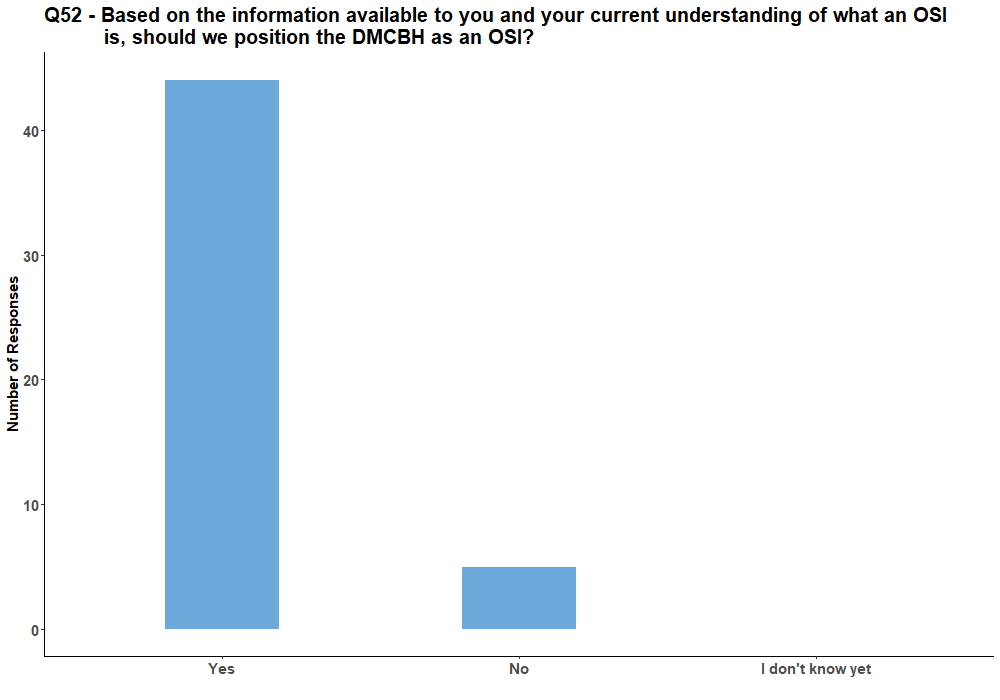 Q52 - Based on the information available to you and your current understanding of what an OSI
is, should we position the DMCBH as an OSI?
Number of Responses
40
30
20
10
0
Yes
No
I don't know yet